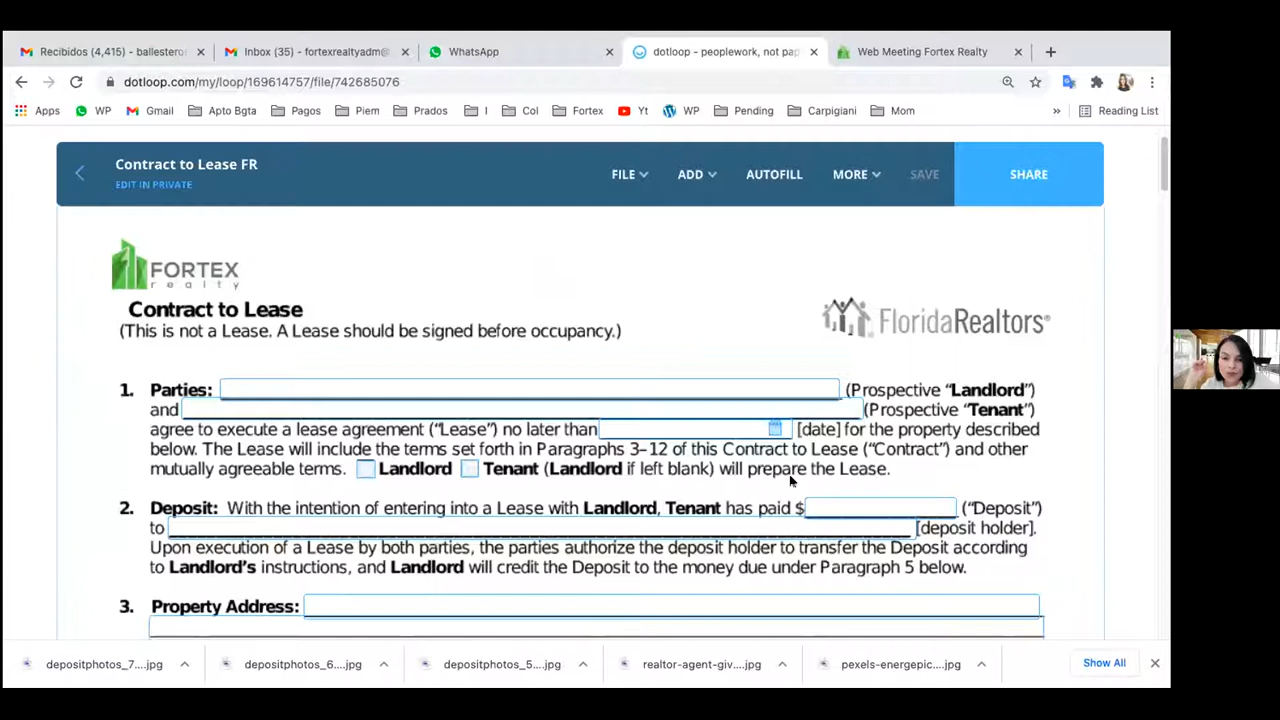 Recibidos (4,415) - ballestero
Inbox (35) - fortexrealtyadm@
WhatsApp
dotloop - peoplework, not pap
Web Meeting Fortex Realty
dotloop.com/my/loop/169614757/file/742685076
Apps WP Gmail Apto Bgta Pagos Piem Prados I Col Fortex Yt WP Pending Carpigiani Mom » Reading List
Contract to Lease FR
EDIT IN PRIVATE
FILE ADD AUTOFILL MORE SAVE SHARE
FORTEX
realty
Contract to Lease
(This is not a Lease. A Lease should be signed before occupancy.)
FloridaRealtors®
1. Parties: (Prospective “Landlord”)
and (Prospective “Tenant”)
agree to execute a lease agreement (“Lease”) no later than [date] for the property described
below. The Lease will include the terms set forth in Paragraphs 3–12 of this Contract to Lease (“Contract”) and other
mutually agreeable terms. Landlord Tenant (Landlord if left blank) will prepare the Lease.
2. Deposit: With the intention of entering into a Lease with Landlord, Tenant has paid $ (“Deposit”)
to [deposit holder].
Upon execution of a Lease by both parties, the parties authorize the deposit holder to transfer the Deposit according
to Landlord’s instructions, and Landlord will credit the Deposit to the money due under Paragraph 5 below.
3. Property Address:
depositphotos_7....jpg
depositphotos_6....jpg
depositphotos_5....jpg
realtor-agent-giv....jpg
pexels-energepic....jpg
Show All